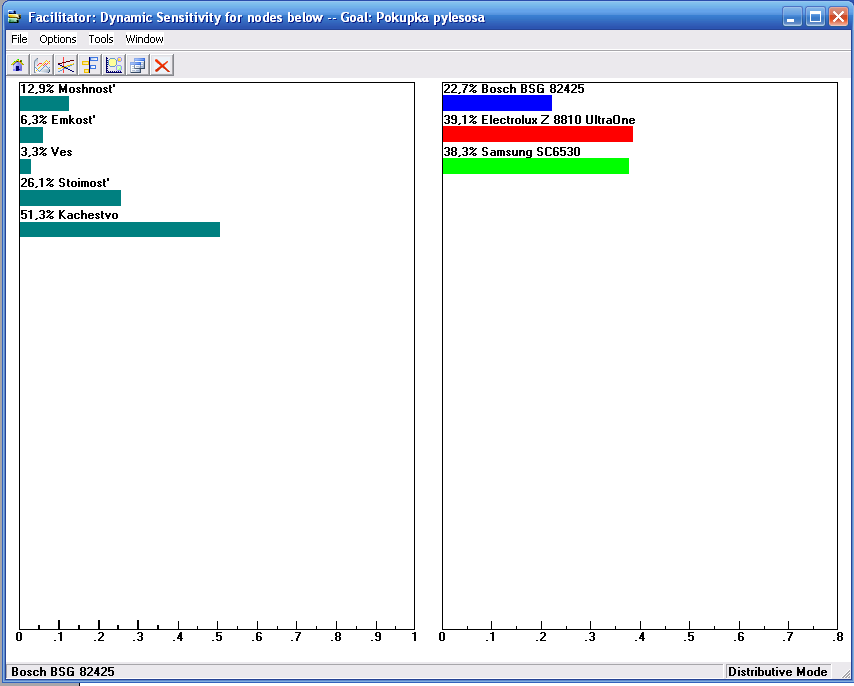 Facilitator: Dynamic Sensitivity for nodes below -- Goal: Pokupka pylesosa
File Options Tools Window
12,9% Moshnost'
6,3% Emkost'
3,3% Ves
26,1% Stoimost'
51,3% Kachestvo
0 .1 .2 .3 .4 .5 .6 .7 .8 .9 1
22,7% Bosch BSG 82425
39,1% Electrolux Z 8810 UltraOne
38,3% Samsung SC6530
0 .1 .2 .3 .4 .5 .6 .7 .8
Bosch BSG 82425
Distributive Mode